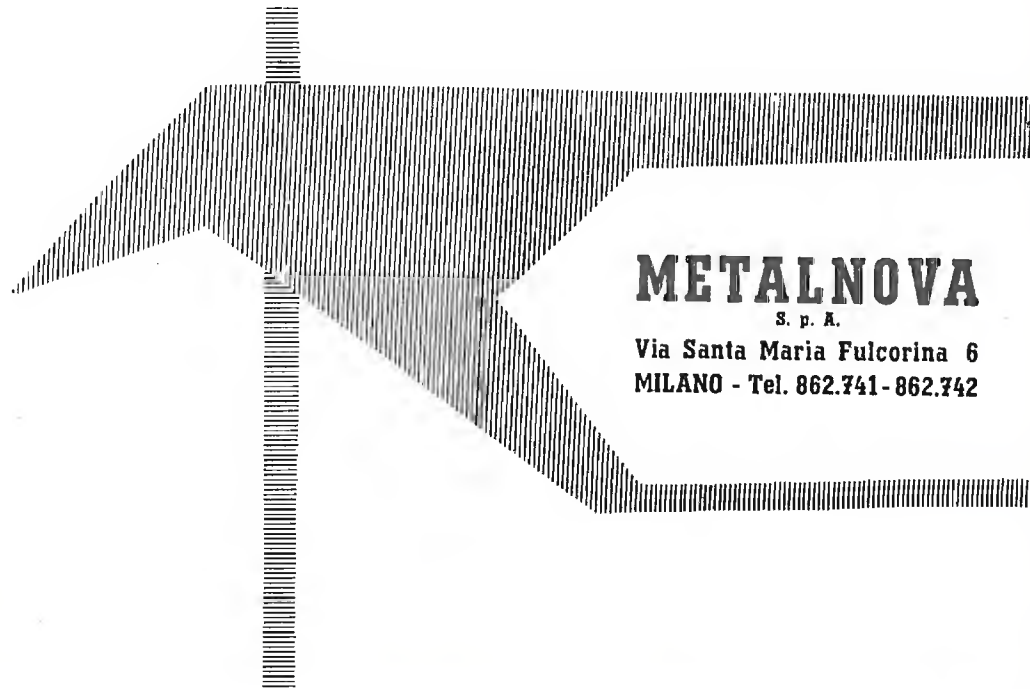 METALNOVA
S. p. A.
Via Santa Maria Fulcorina 6
MILANO - Tel. 862.741-862.742